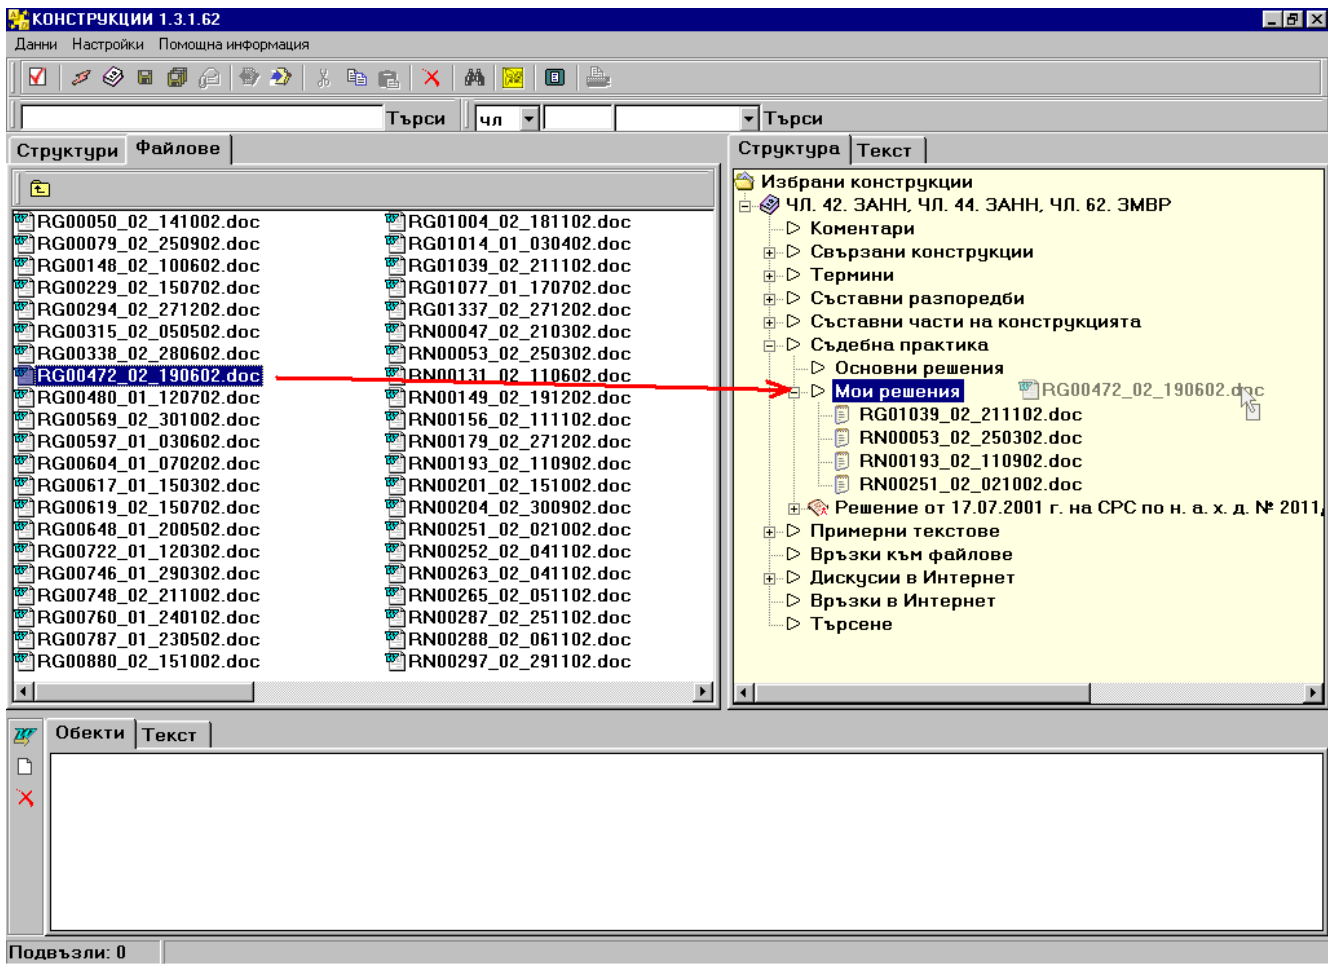 КОНСТРУКЦИИ 1.3.1.62
Данни Настройки Помощна информация
Търси чл Търси
Структури Файлове
RG00050_02_141002.doc
RG00079_02_250902.doc
RG00148_02_100602.doc
RG00229_02_150702.doc
RG00294_02_271202.doc
RG00315_02_050502.doc
RG00338_02_280602.doc
RG00472_02_190602.doc
RG00480_01_120702.doc
RG00569_02_301002.doc
RG00597_01_030602.doc
RG00604_01_070202.doc
RG00617_01_150302.doc
RG00619_02_150702.doc
RG00648_01_200502.doc
RG00722_01_120302.doc
RG00746_01_290302.doc
RG00748_02_211002.doc
RG00760_01_240102.doc
RG00787_01_230502.doc
RG00880_02_151002.doc
RG01004_02_181102.doc
RG01014_01_030402.doc
RG01039_02_211102.doc
RG01077_01_170702.doc
RG01337_02_271202.doc
RN00047_02_210302.doc
RN00053_02_250302.doc
RN00131_02_110602.doc
RN00149_02_191202.doc
RN00156_02_111102.doc
RN00179_02_271202.doc
RN00193_02_110902.doc
RN00201_02_151002.doc
RN00204_02_300902.doc
RN00251_02_021002.doc
RN00252_02_041102.doc
RN00263_02_041102.doc
RN00265_02_051102.doc
RN00287_02_251102.doc
RN00288_02_061102.doc
RN00297_02_291102.doc
Структура Текст
Избрани конструкции
ЧЛ. 42. ЗАНН, ЧЛ. 44. ЗАНН, ЧЛ. 62. ЗМВР
Коментари
Свързани конструкции
Термини
Съставни разпоредби
Съставни части на конструкцията
Съдебна практика
Основни решения
Мои решения RG00472_02_190602.doc
RG01039_02_211102.doc
RN00053_02_250302.doc
RN00193_02_110902.doc
RN00251_02_021002.doc
Решение от 17.07.2001 г. на СРС по н. а. х. д. № 2011
Примерни текстове
Връзки към файлове
Дискусии в Интернет
Връзки в Интернет
Търсене
Обекти Текст
Подвъзли: 0